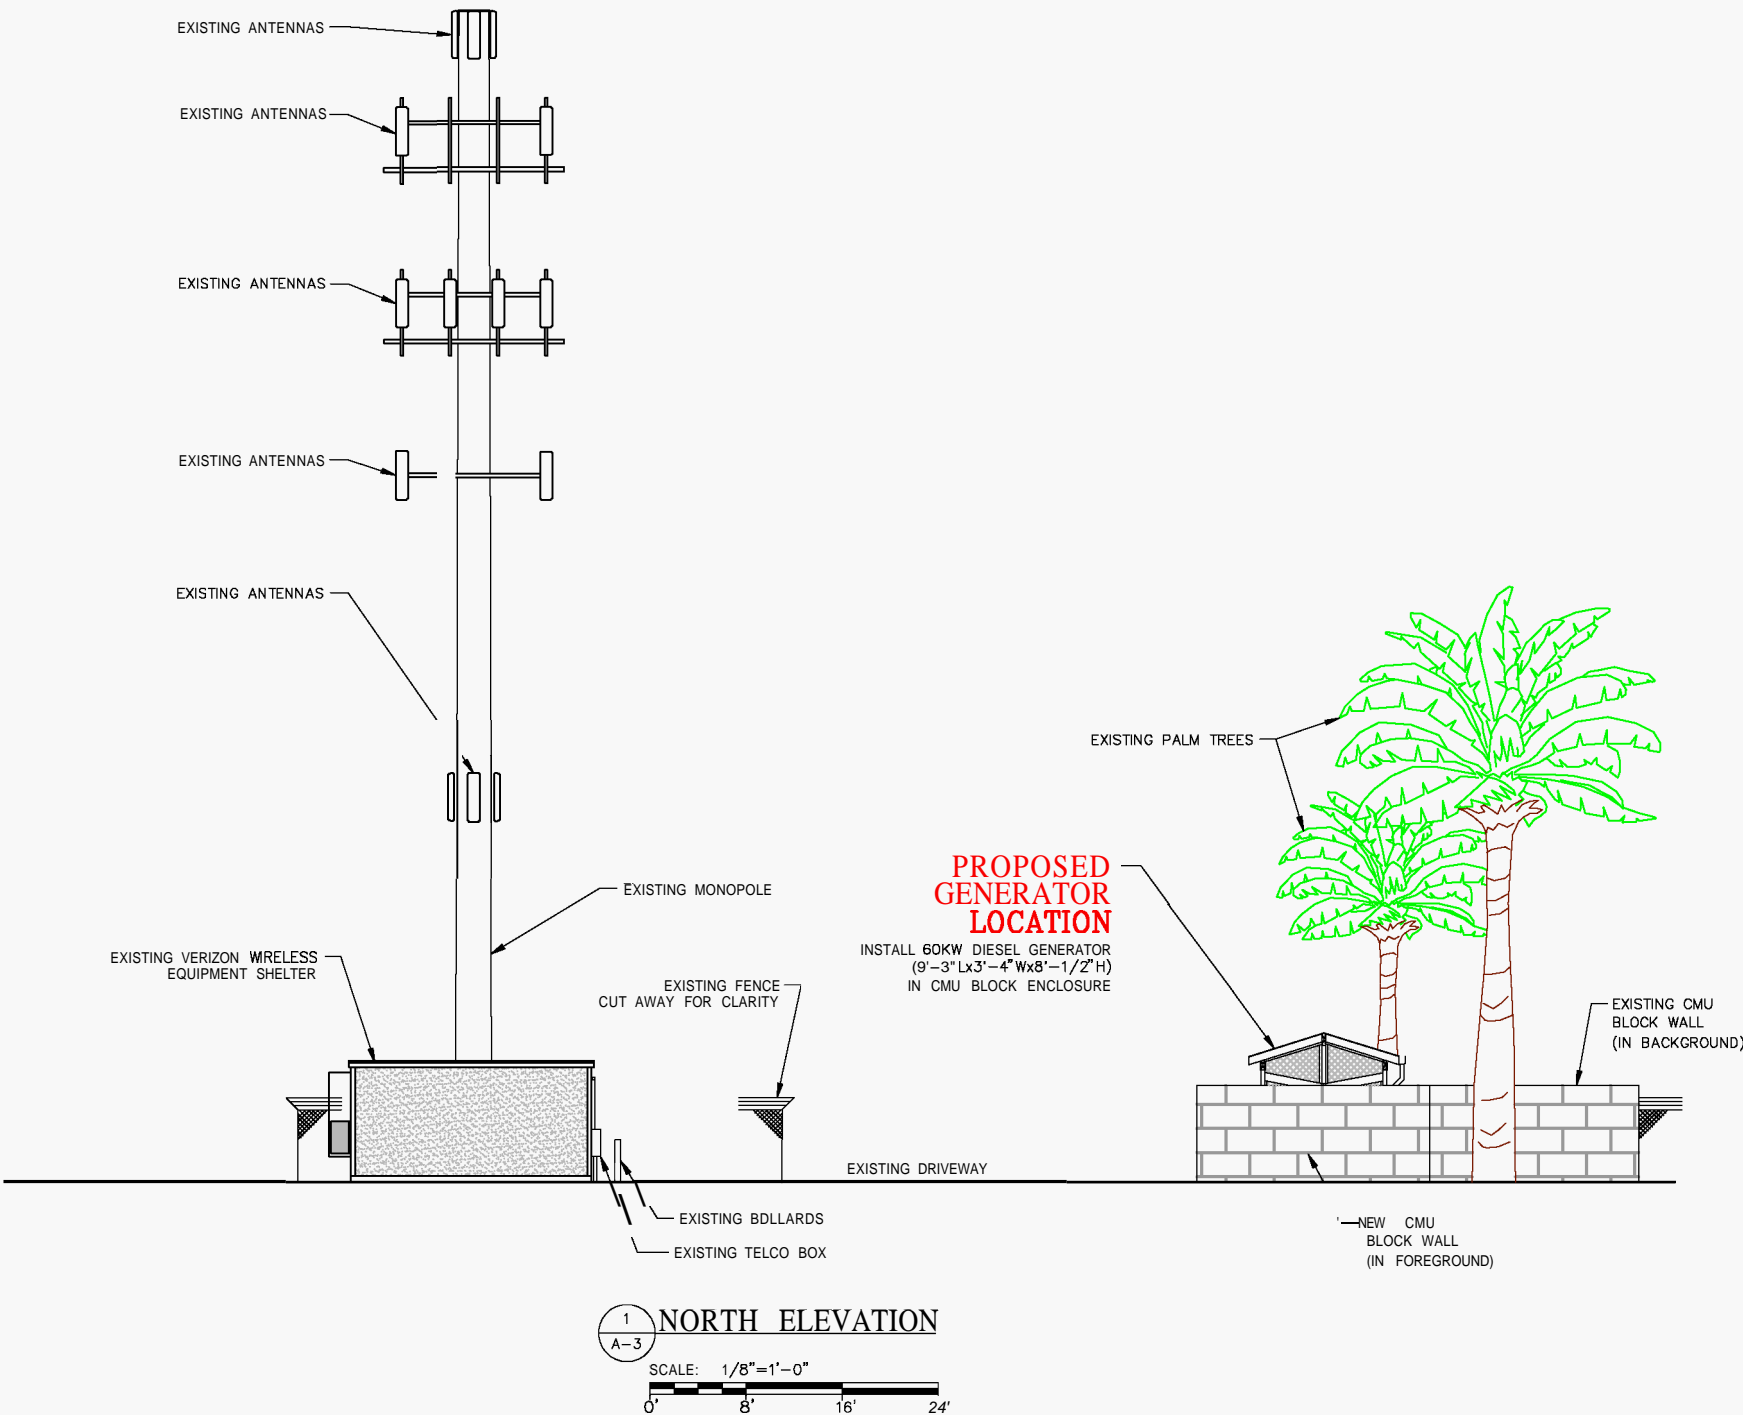 EXISTING ANTENNAS
EXISTING ANTENNAS
EXISTING ANTENNAS
EXISTING ANTENNAS
EXISTING ANTENNAS
EXISTING PALM TREES
PROPOSED
GENERATOR
LOCATION
INSTALL 60KW DIESEL GENERATOR
(9'-3"Lx3'-4"Wx8'-1/2"H)
IN CMU BLOCK ENCLOSURE
EXISTING MONOPOLE
EXISTING VERIZON WIRELESS
EQUIPMENT SHELTER
EXISTING FENCE
CUT AWAY FOR CLARITY
EXISTING CMU
BLOCK WALL
(IN BACKGROUND)
EXISTING DRIVEWAY
EXISTING BDLLARDS
EXISTING TELCO BOX
NEW CMU
BLOCK WALL
(IN FOREGROUND)
1
A-3
NORTH ELEVATION
SCALE: 1/8"=1'-0"
0' 8' 16' 24'